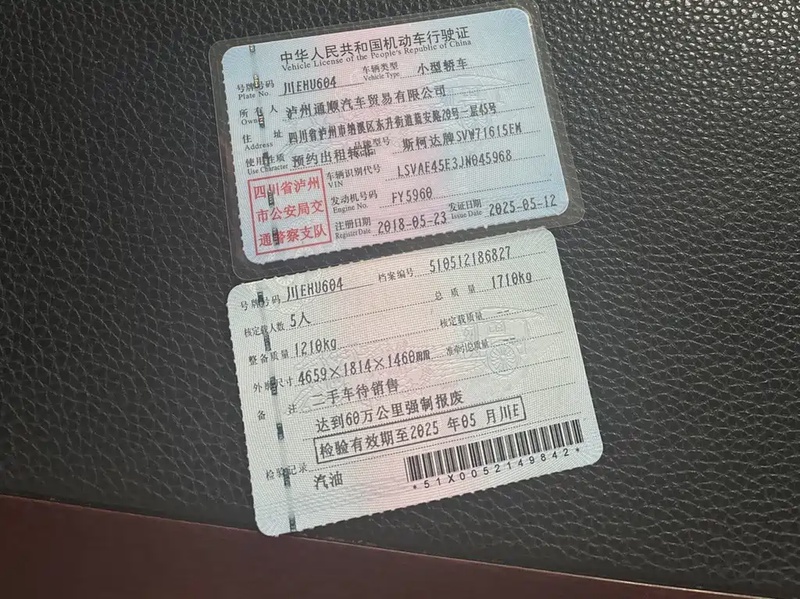 中华人民共和国机动车行驶证
Vehicle License of the People's Republic of China
号牌号码 川EHU604 车辆类型 小型轿车
Plate No. Vehicle Type
所有人 泸州通顺汽车贸易有限公司
Owner
住址 四川省泸州市纳溪区东升街道蓝安路20号一层45号
Address
使用性质 预约出租转非 品牌型号 斯柯达牌SVW71615EM
Use Character
四川省泸州
市公安局交
通警察支队
车辆识别代号 LSVAE45E3JN045968
VIN
发动机号码 FY5960
Engine No.
注册日期 2018-05-23 发证日期 2025-05-12
Register Date Issue Date
号牌号码 川EHU604 档案编号 510512186827
核定载人数 5人 总质量 1710kg
整备质量 1210kg 核定载质量 --
外廓尺寸 4659×1814×1460 准牵引总质量 --
备注 二手车待销售
达到60万公里强制报废
检验有效期至2025年05月川E
检验记录
汽油
*51X0052149842*